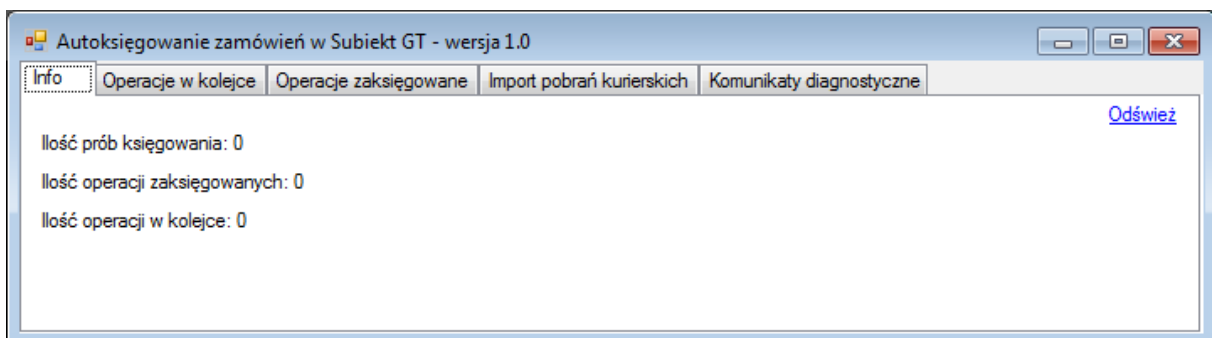 Autoksięgowanie zamówień w Subiekt GT - wersja 1.0
Info Operacje w kolejce Operacje zaksięgowane Import pobrań kurierskich Komunikaty diagnostyczne
Odśwież
Ilość prób księgowania: 0
Ilość operacji zaksięgowanych: 0
Ilość operacji w kolejce: 0